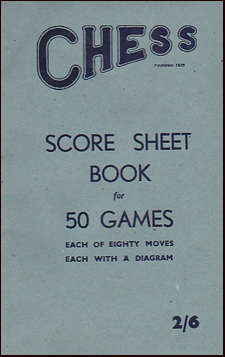 CHESS
FOUNDED 1935
SCORE SHEET
BOOK
for
50 GAMES
EACH OF EIGHTY MOVES
EACH WITH A DIAGRAM
2/6